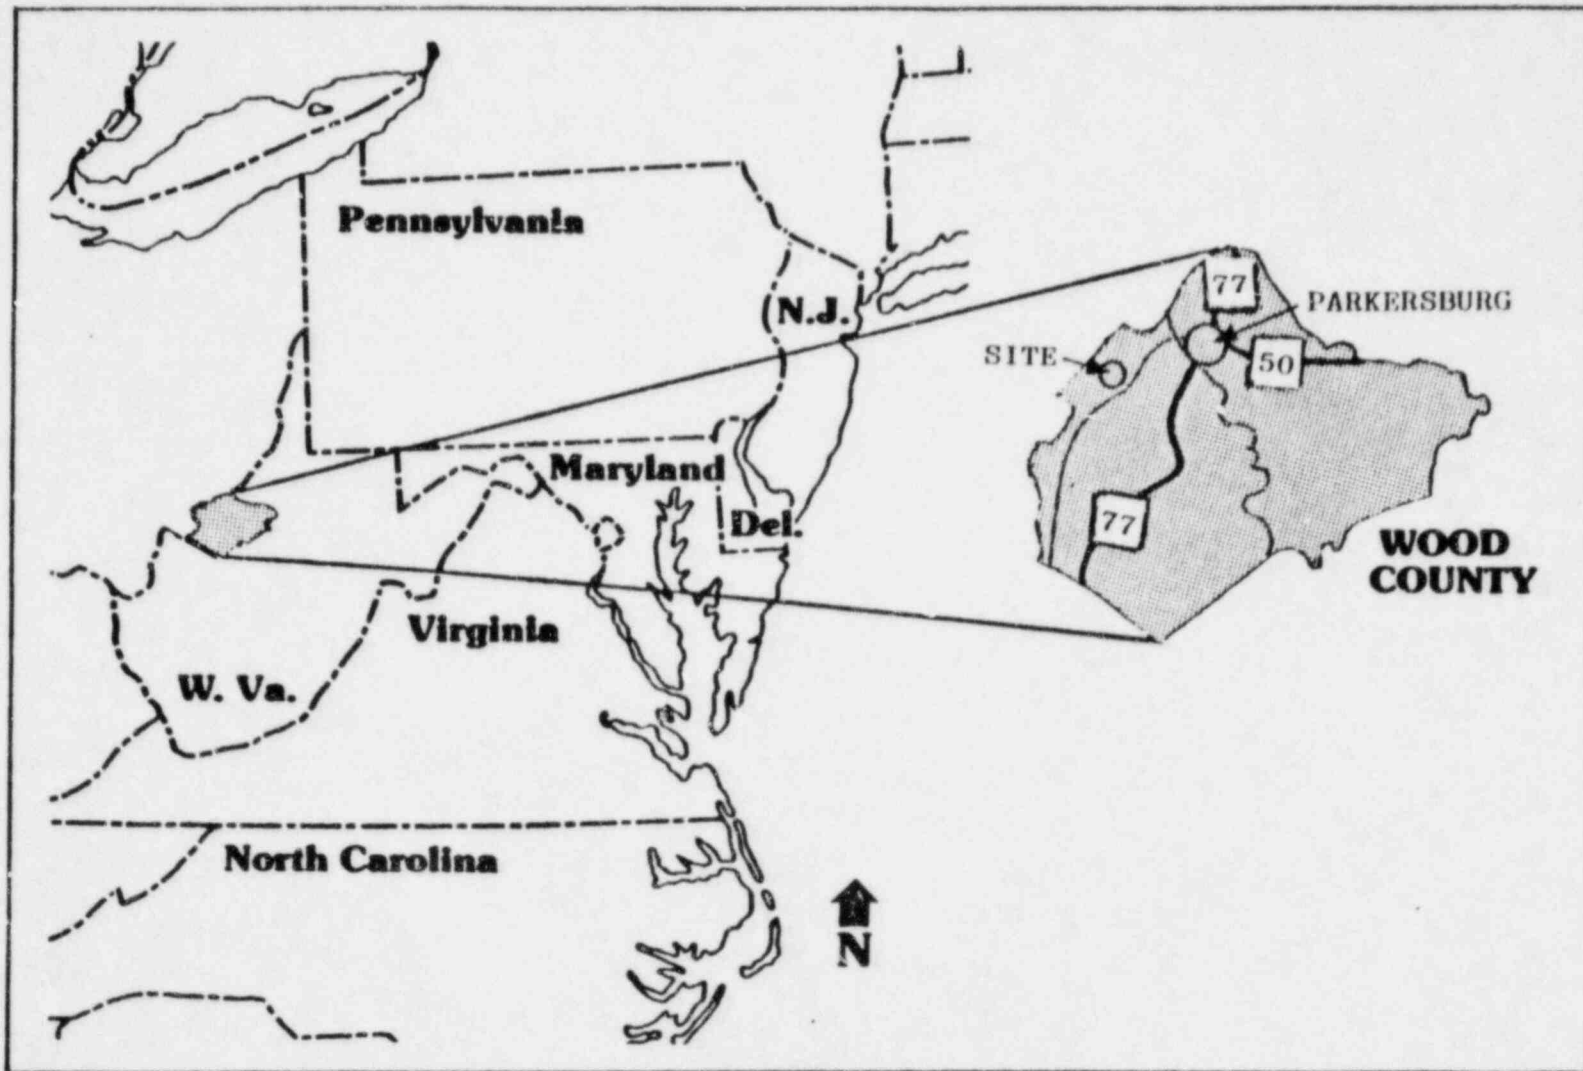 Pennsylvania
N.J.
77
PARKERSBURG
SITE
50
Maryland
Del.
77
WOOD
COUNTY
Virginia
W. Va.
North Carolina
N